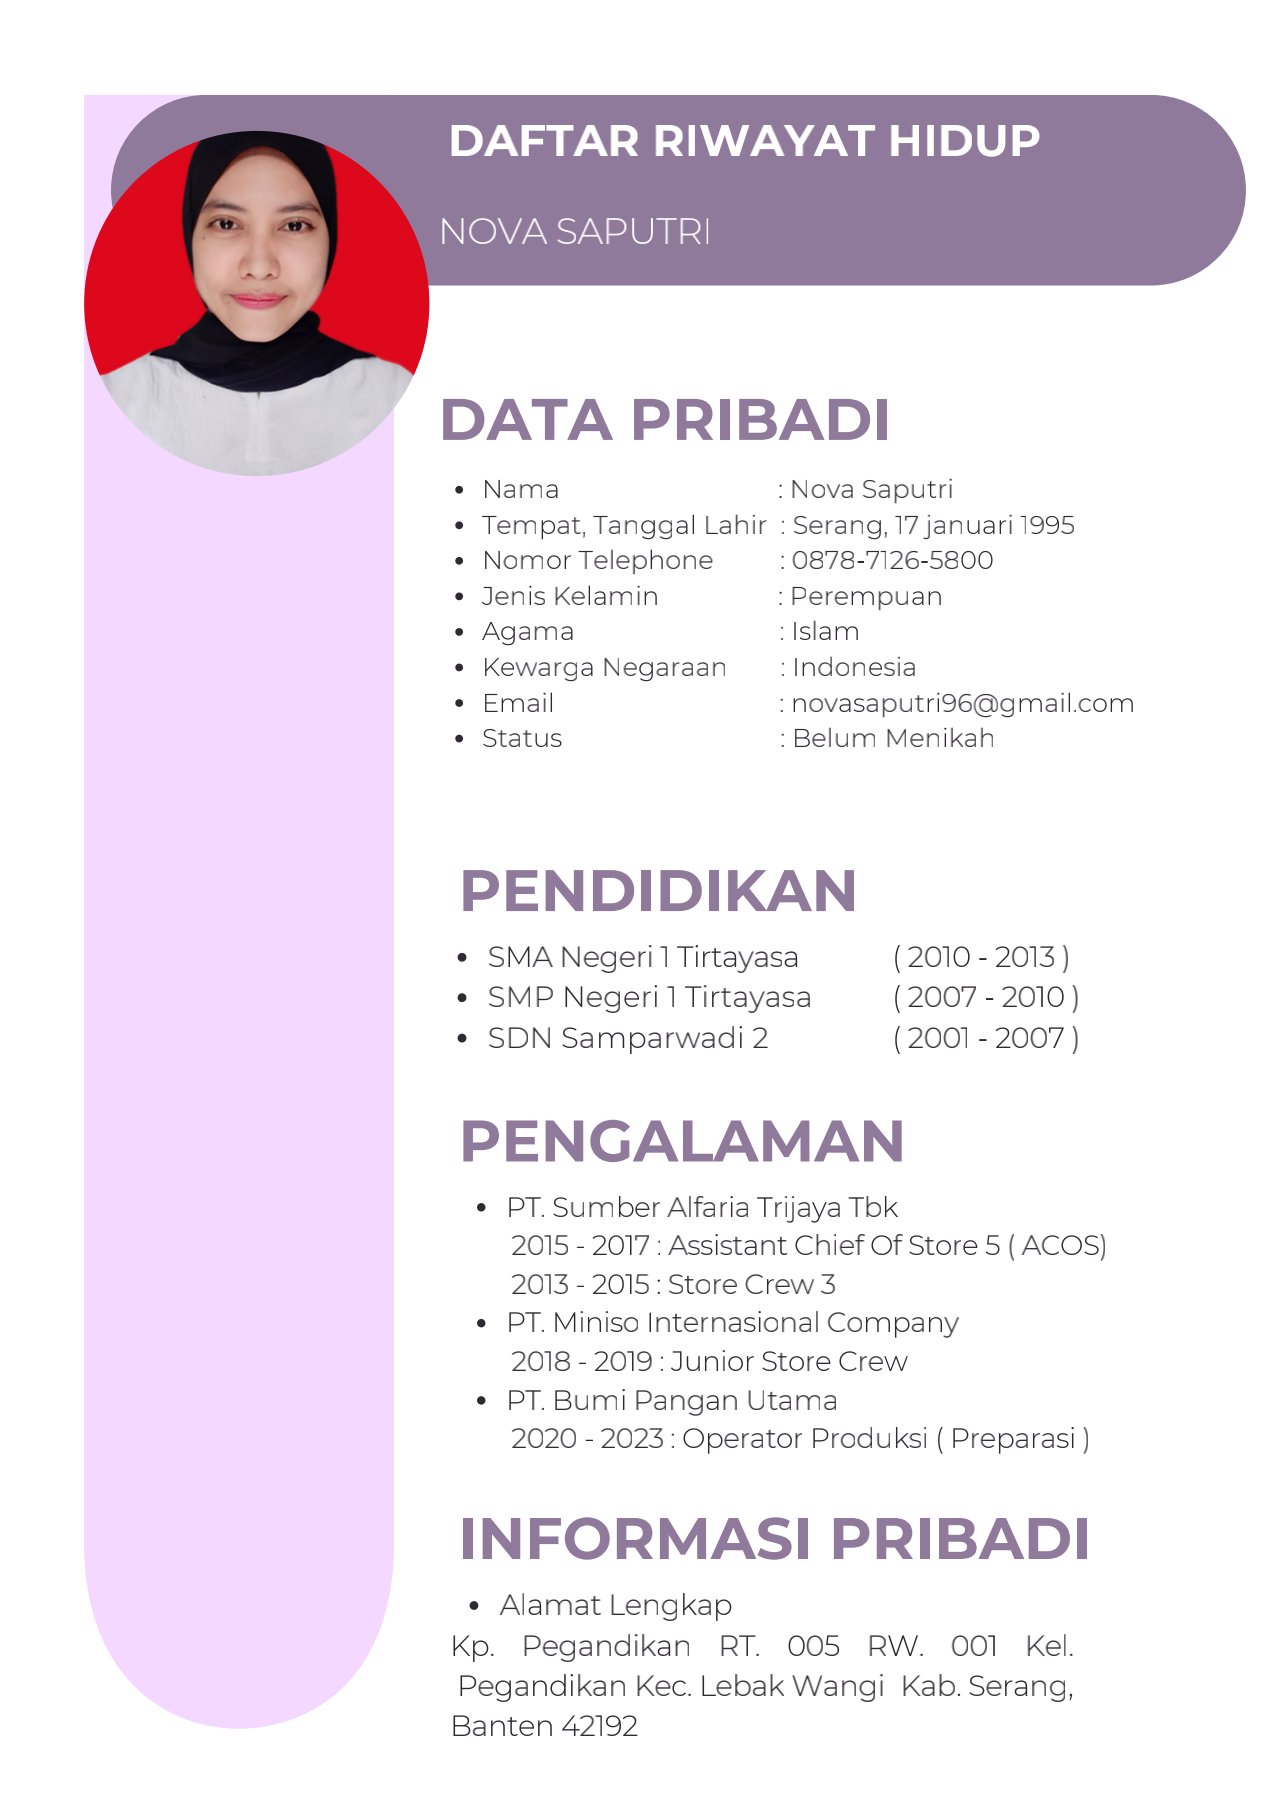 DAFTAR RIWAYAT HIDUP
NOVA SAPUTRI
DATA PRIBADI
• Nama : Nova Saputri
• Tempat, Tanggal Lahir : Serang, 17 januari 1995
• Nomor Telephone : 0878-7126-5800
• Jenis Kelamin : Perempuan
• Agama : Islam
• Kewarga Negaraan : Indonesia
• Email : novasaputri96@gmail.com
• Status : Belum Menikah
PENDIDIKAN
• SMA Negeri 1 Tirtayasa ( 2010 - 2013 )
• SMP Negeri 1 Tirtayasa ( 2007 - 2010 )
• SDN Samparwadi 2 ( 2001 - 2007 )
PENGALAMAN
• PT. Sumber Alfaria Trijaya Tbk
2015 - 2017 : Assistant Chief Of Store 5 ( ACOS)
2013 - 2015 : Store Crew 3
• PT. Miniso Internasional Company
2018 - 2019 : Junior Store Crew
• PT. Bumi Pangan Utama
2020 - 2023 : Operator Produksi ( Preparasi )
INFORMASI PRIBADI
• Alamat Lengkap
Kp. Pegandikan RT. 005 RW. 001 Kel.
Pegandikan Kec. Lebak Wangi Kab. Serang,
Banten 42192